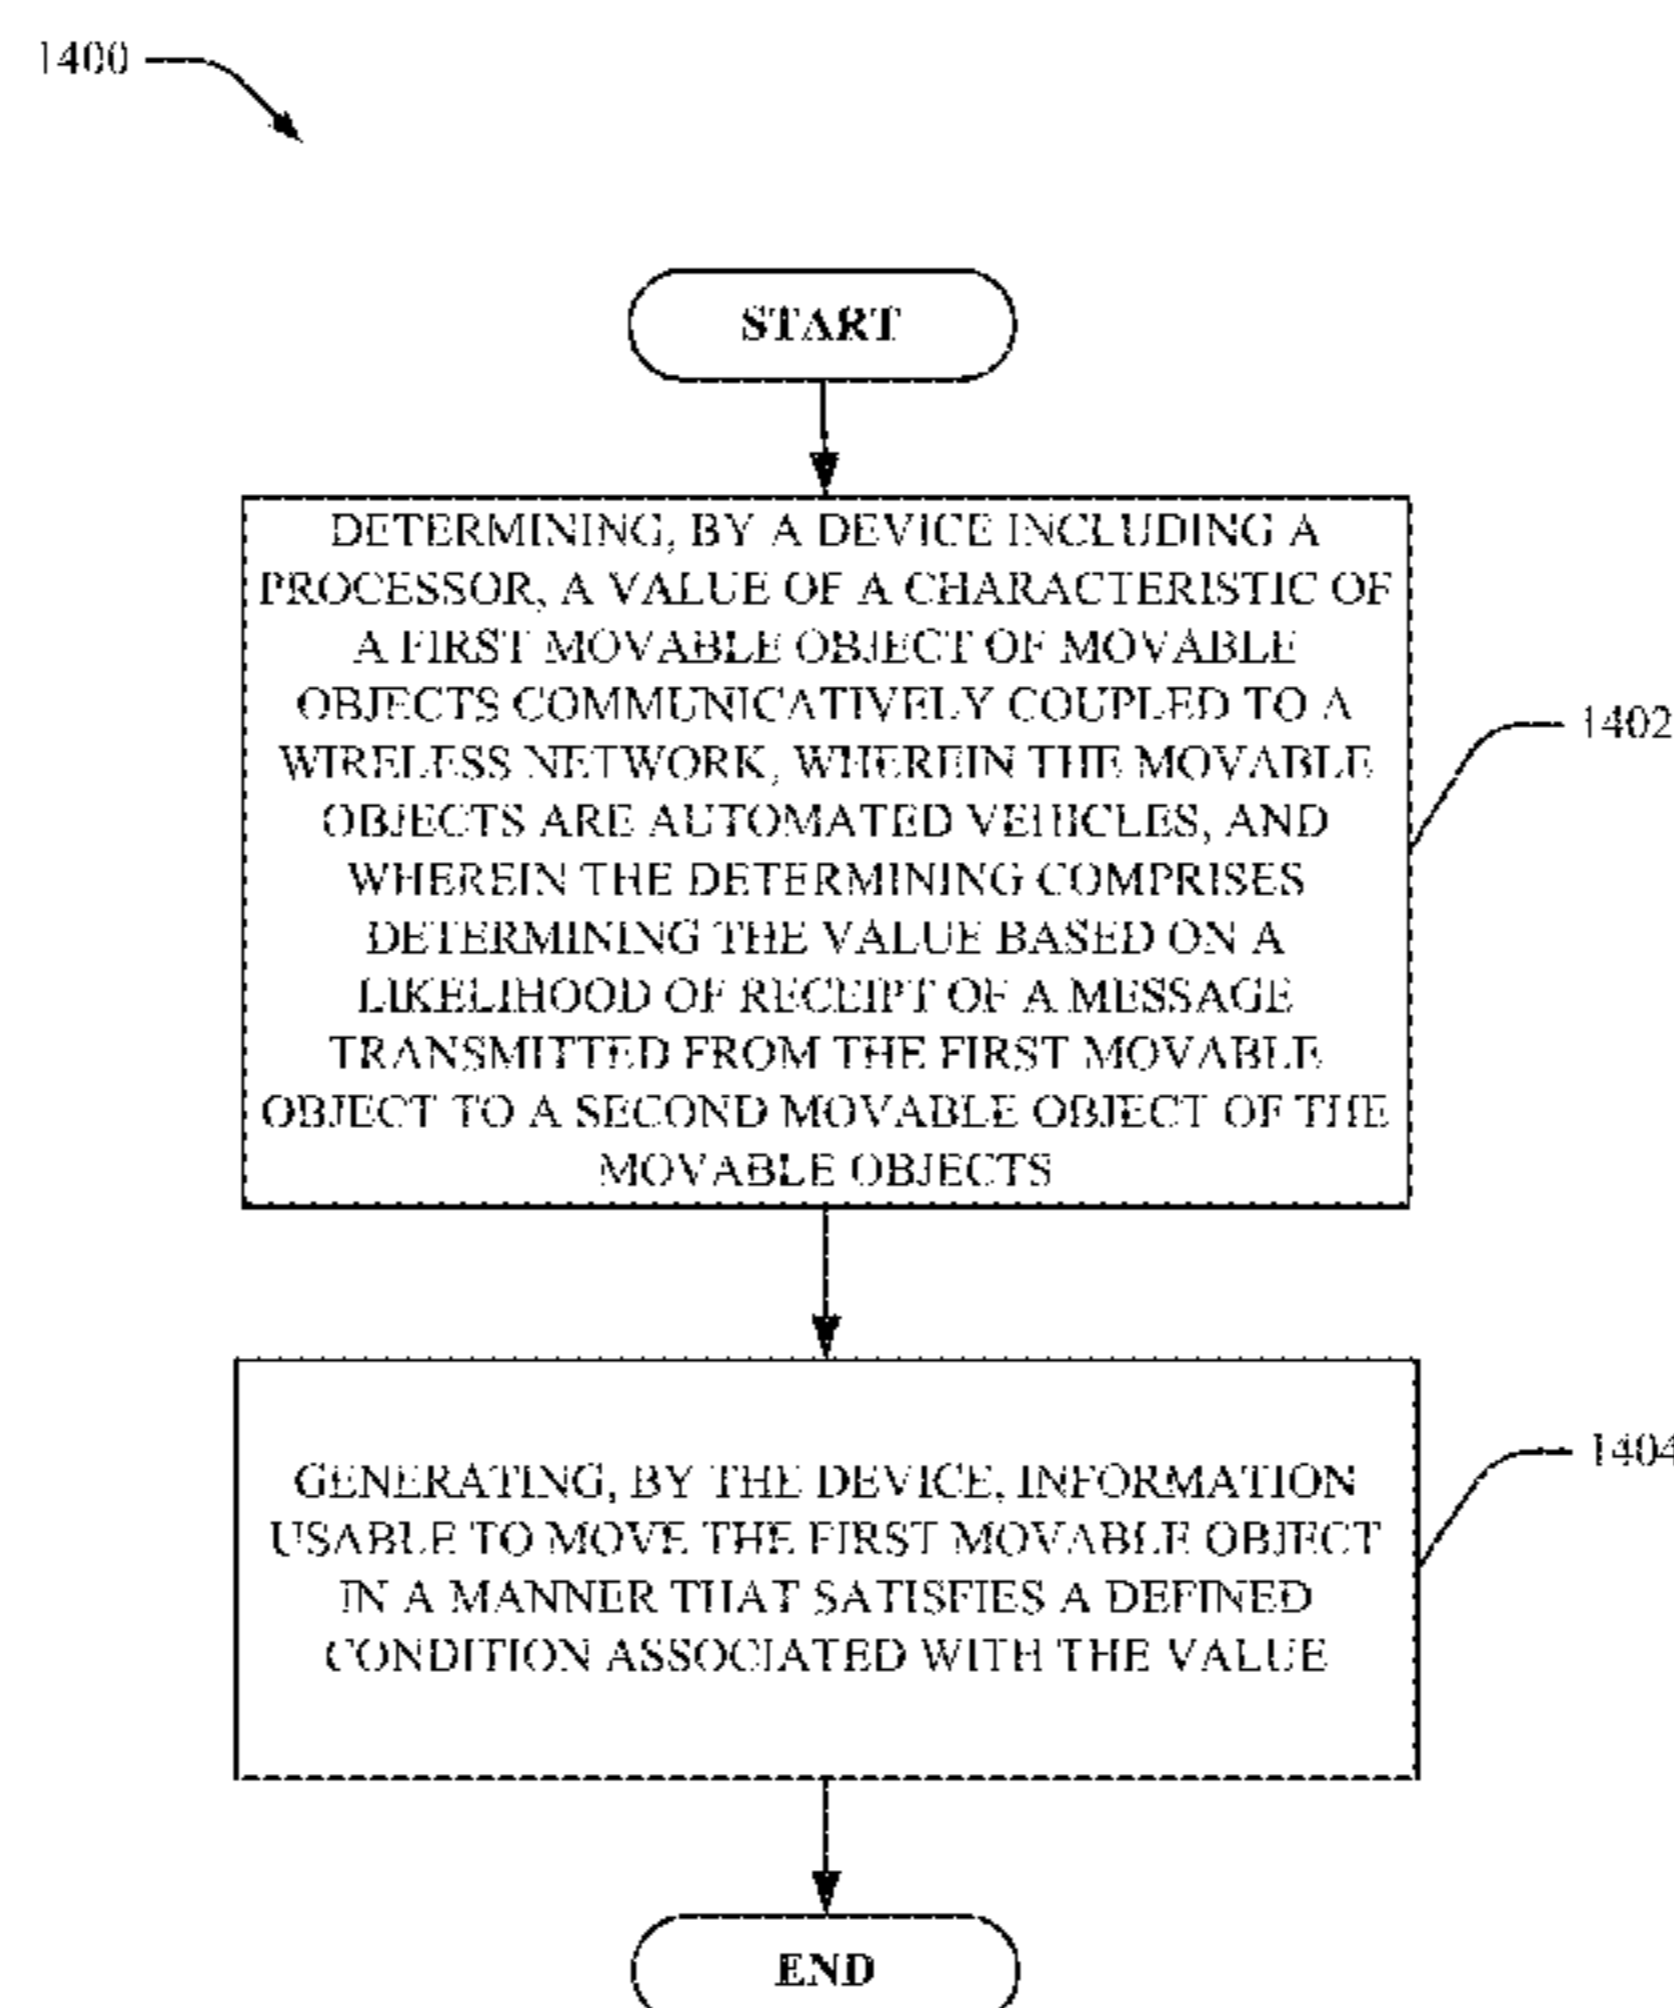 1400
START
DETERMINING, BY A DEVICE INCLUDING A
PROCESSOR, A VALUE OF A CHARACTERISTIC OF
A FIRST MOVABLE OBJECT OF MOVABLE
OBJECTS COMMUNICATIVELY COUPLED TO A
WIRELESS NETWORK, WHEREIN THE MOVABLE
OBJECTS ARE AUTOMATED VEHICLES, AND
WHEREIN THE DETERMINING COMPRISES
DETERMINING THE VALUE BASED ON A
LIKELIHOOD OF RECEIPT OF A MESSAGE
TRANSMITTED FROM THE FIRST MOVABLE
OBJECT TO A SECOND MOVABLE OBJECT OF THE
MOVABLE OBJECTS
1402
GENERATING, BY THE DEVICE, INFORMATION
USABLE TO MOVE THE FIRST MOVABLE OBJECT
IN A MANNER THAT SATISFIES A DEFINED
CONDITION ASSOCIATED WITH THE VALUE
1404
END